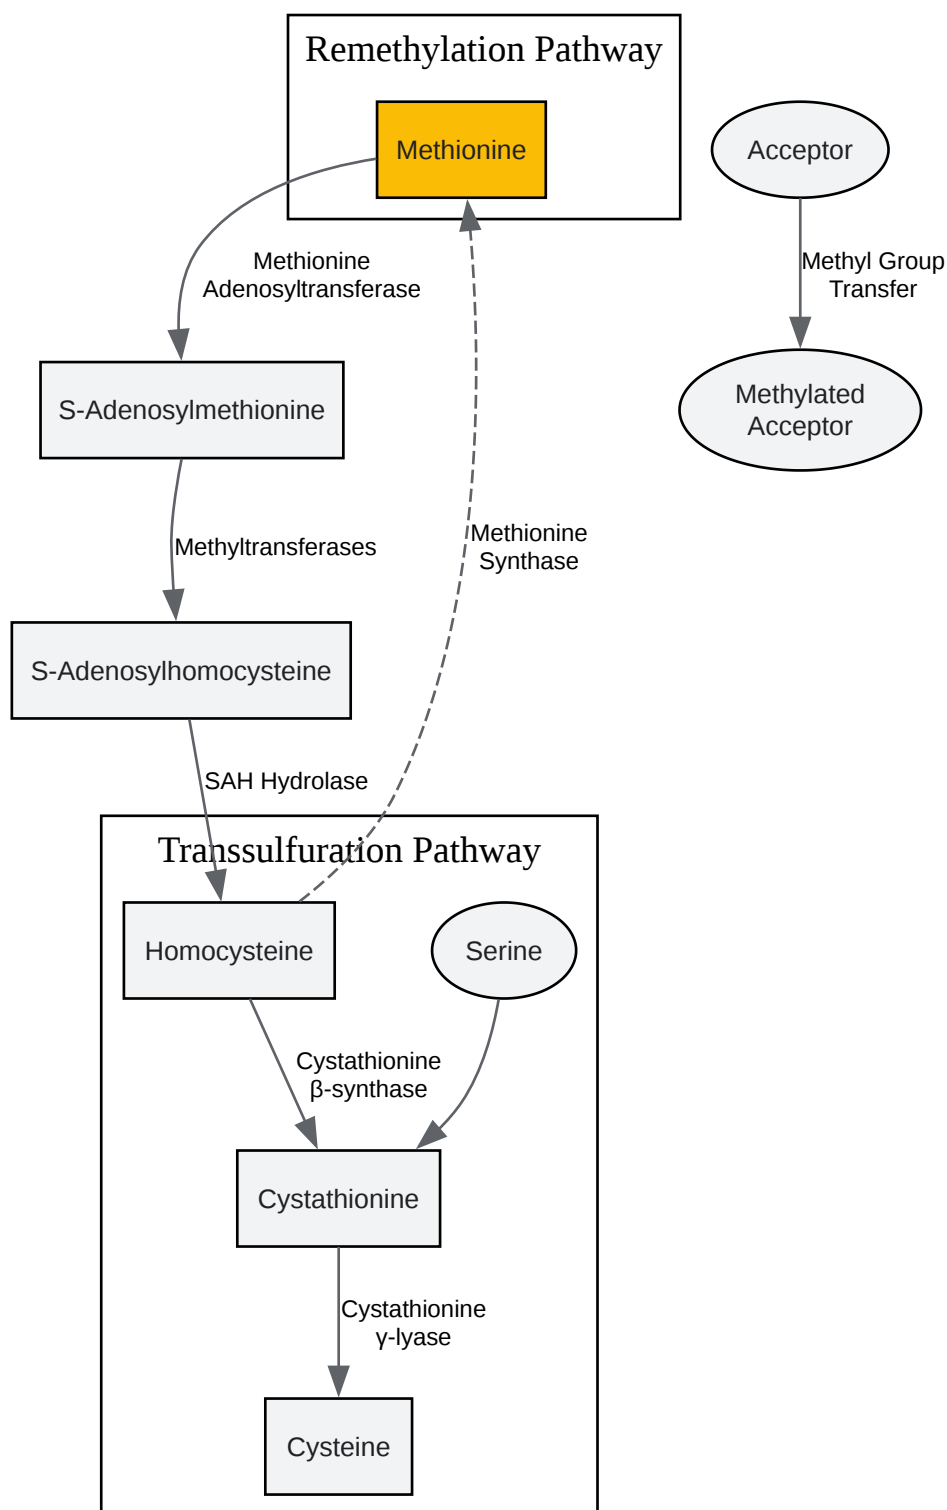 Remethylation Pathway
Methionine
Acceptor
Methionine
Adenosyltransferase
Methyl Group
Transfer
S-Adenosylmethionine
Methylated
Acceptor
Methyltransferases
Methionine
Synthase
S-Adenosylhomocysteine
SAH Hydrolase
Transsulfuration Pathway
Homocysteine
Serine
Cystathionine
β-synthase
Cystathionine
Cystathionine
γ-lyase
Cysteine